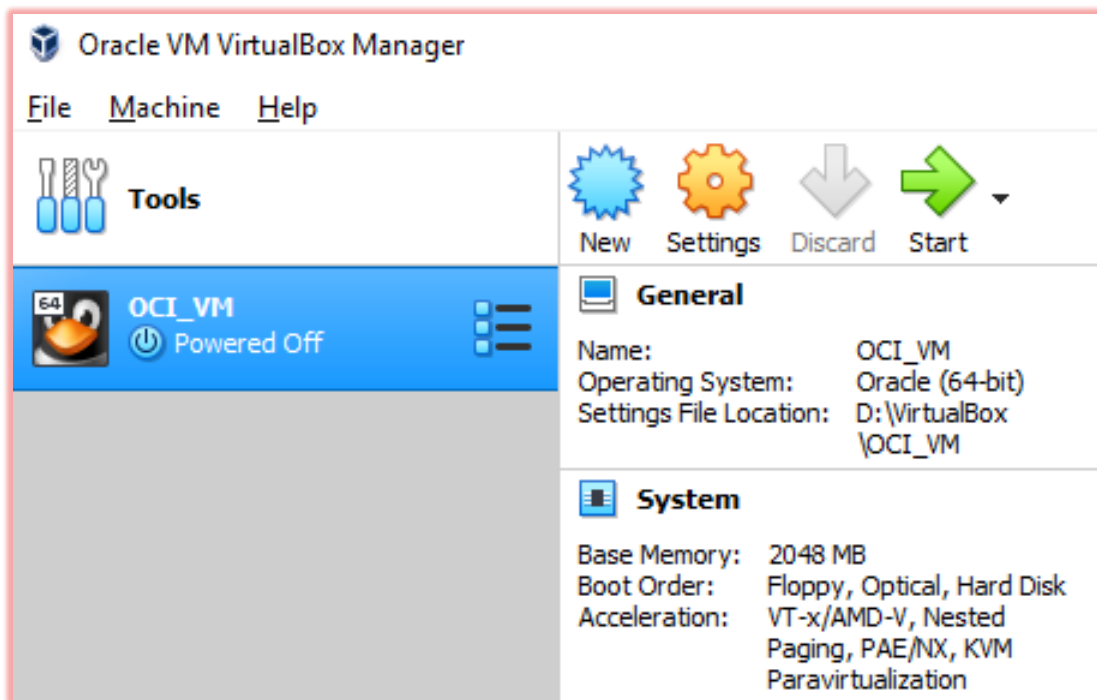 Oracle VM VirtualBox Manager
File Machine Help
Tools
New Settings Discard Start
64
OCI_VM
Powered Off
General
Name: OCI_VM
Operating System: Oracle (64-bit)
Settings File Location: D:\VirtualBox
\OCI_VM
System
Base Memory: 2048 MB
Boot Order: Floppy, Optical, Hard Disk
Acceleration: VT-x/AMD-V, Nested
Paging, PAE/NX, KVM
Paravirtualization